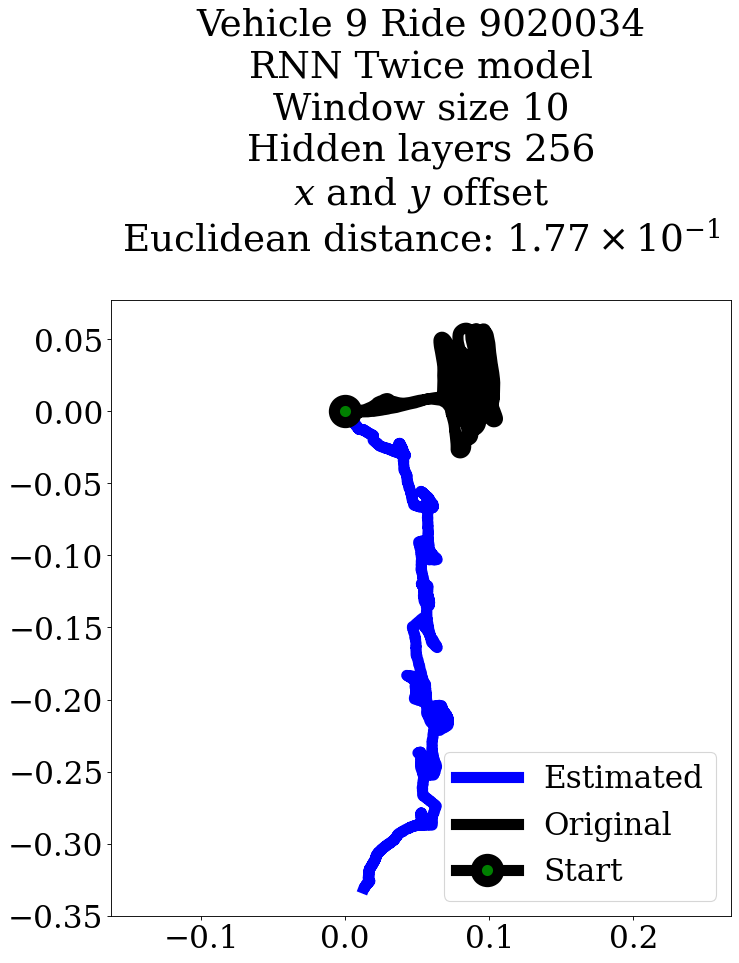 Vehicle 9 Ride 9020034
RNN Twice model
Window size 10
Hidden layers 256
x and y offset
Euclidean distance: 1.77 × 10⁻¹
0.05
0.00
−0.05
−0.10
−0.15
−0.20
−0.25
−0.30
−0.35
Estimated
Original
Start
−0.1 0.0 0.1 0.2